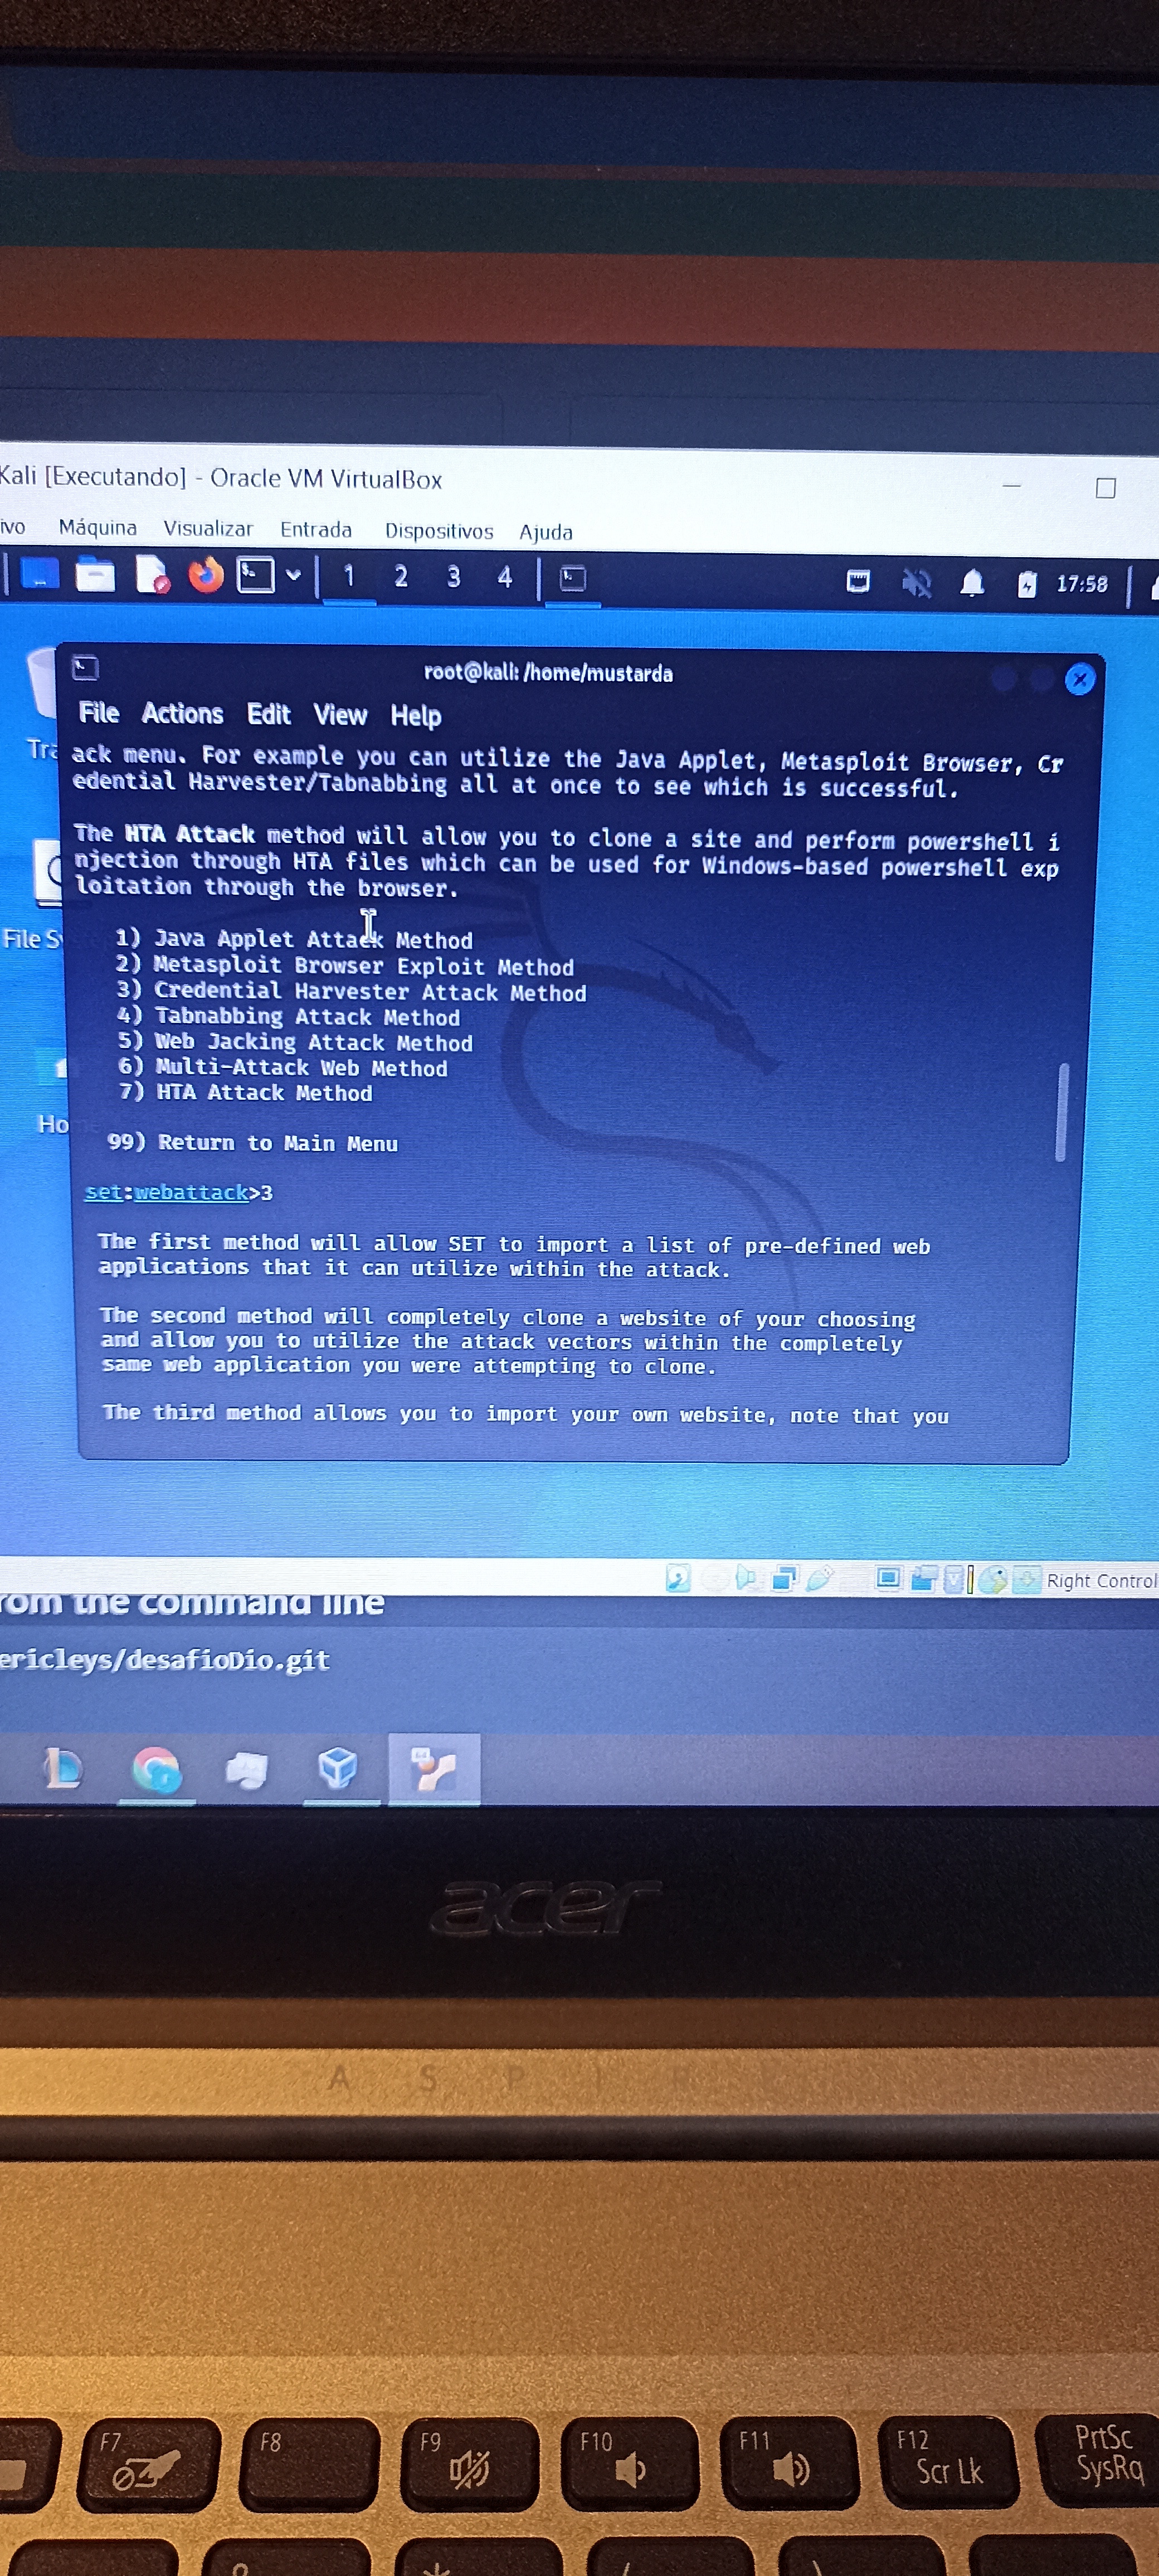 Kali [Executando] - Oracle VM VirtualBox
ivo Máquina Visualizar Entrada Dispositivos Ajuda
1 2 3 4 17:58
root@kali: /home/mustarda
File Actions Edit View Help
ack menu. For example you can utilize the Java Applet, Metasploit Browser, Cr
edential Harvester/Tabnabbing all at once to see which is successful.
The HTA Attack method will allow you to clone a site and perform powershell i
njection through HTA files which can be used for Windows-based powershell exp
loitation through the browser.
1) Java Applet Attack Method
2) Metasploit Browser Exploit Method
3) Credential Harvester Attack Method
4) Tabnabbing Attack Method
5) Web Jacking Attack Method
6) Multi-Attack Web Method
7) HTA Attack Method
99) Return to Main Menu
set:webattack>3
The first method will allow SET to import a list of pre-defined web
applications that it can utilize within the attack.
The second method will completely clone a website of your choosing
and allow you to utilize the attack vectors within the completely
same web application you were attempting to clone.
The third method allows you to import your own website, note that you
Tra
File Sy
Ho
Right Control
rom the command line
ericleys/desafioDio.git
acer
A S P I R
F7 F8 F9 F10 F11 F12 PrtSc
Scr Lk SysRq